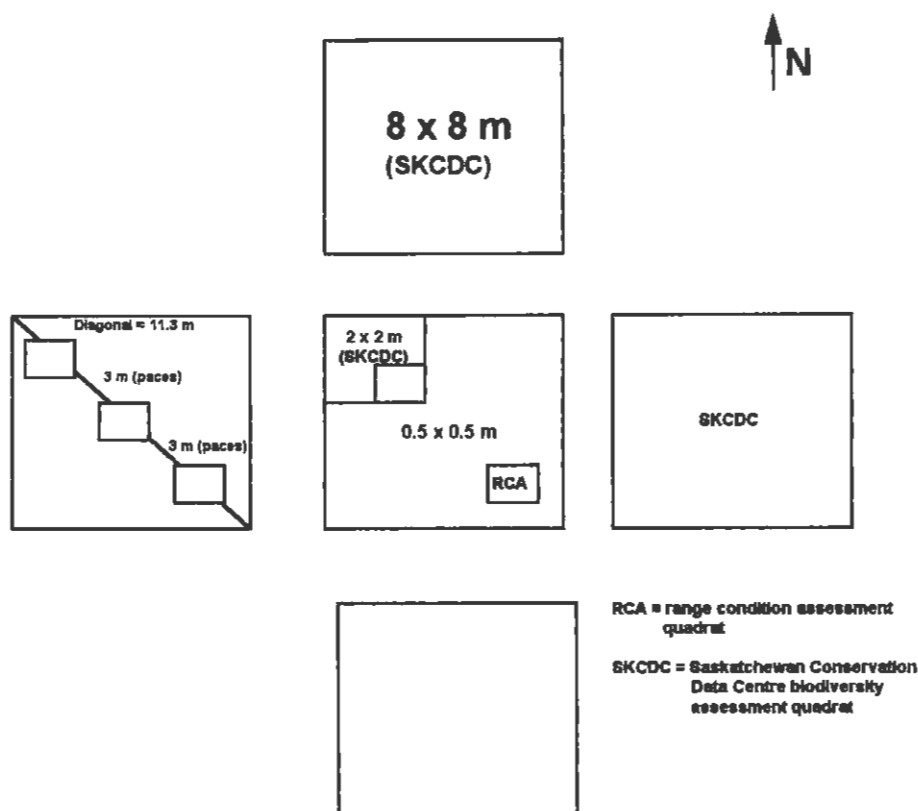 N
8 x 8 m
(SKCDC)
Diagonal = 11.3 m
3 m (paces)
3 m (paces)
2 x 2 m
(SKCDC)
0.5 x 0.5 m
RCA
SKCDC
RCA = range condition assessment
quadrat
SKCDC = Saskatchewan Conservation
Data Centre biodiversity
assessment quadrat